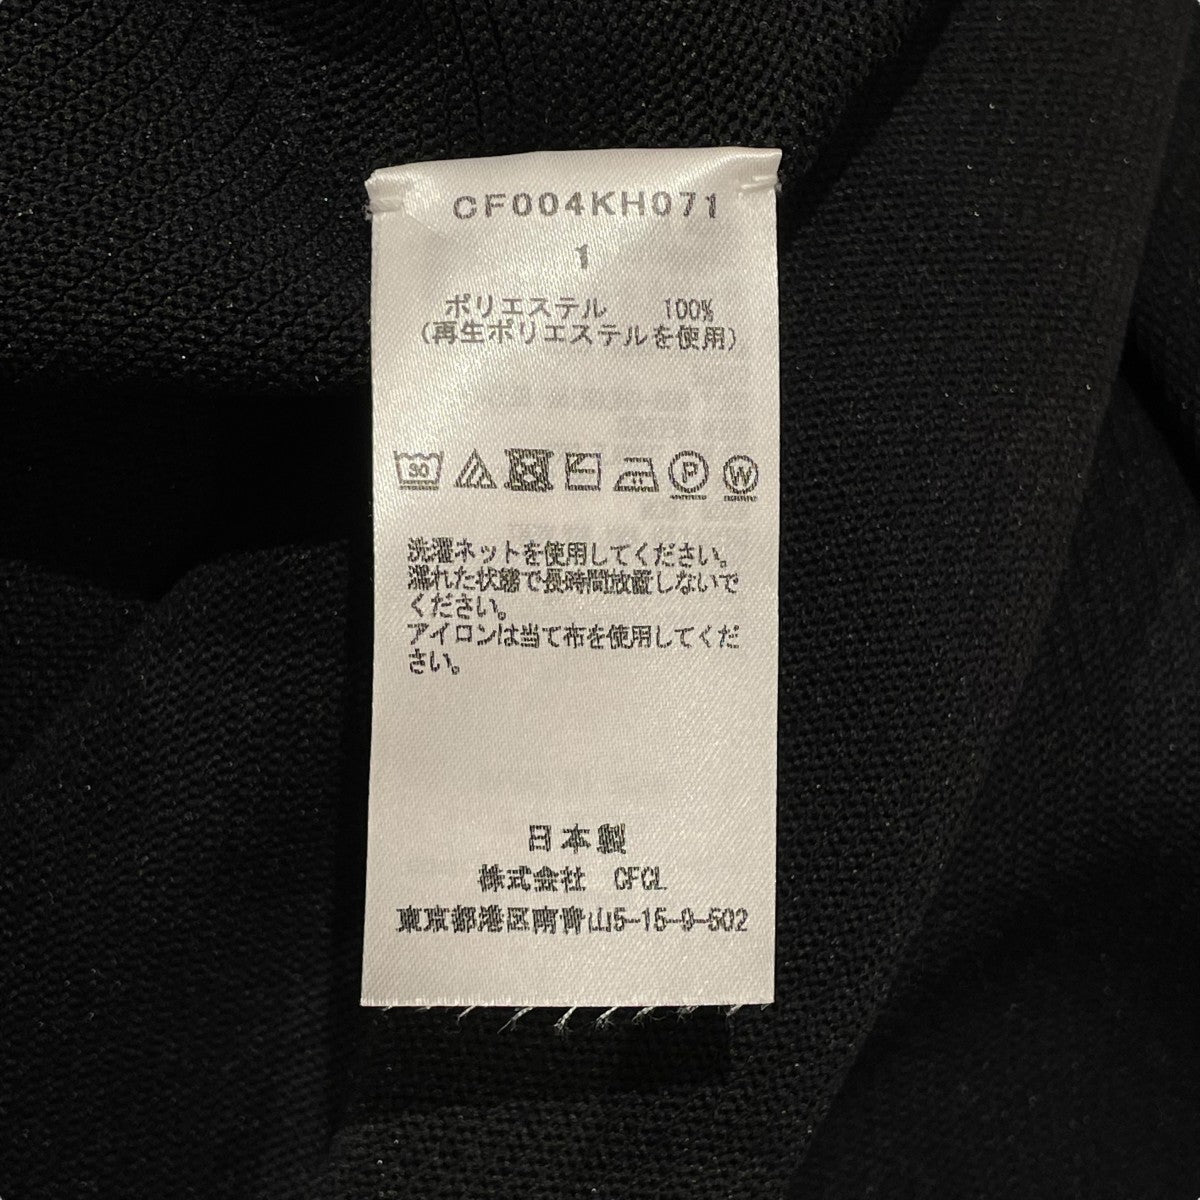 CF004KH071
1
ポリエステル 100%
(再生ポリエステルを使用)
30
P
W
洗濯ネットを使用してください。
濡れた状態で長時間放置しないで
ください。
アイロンは当て布を使用してくだ
さい。
日本製
株式会社 CFCL
東京都港区南青山5-15-9-502